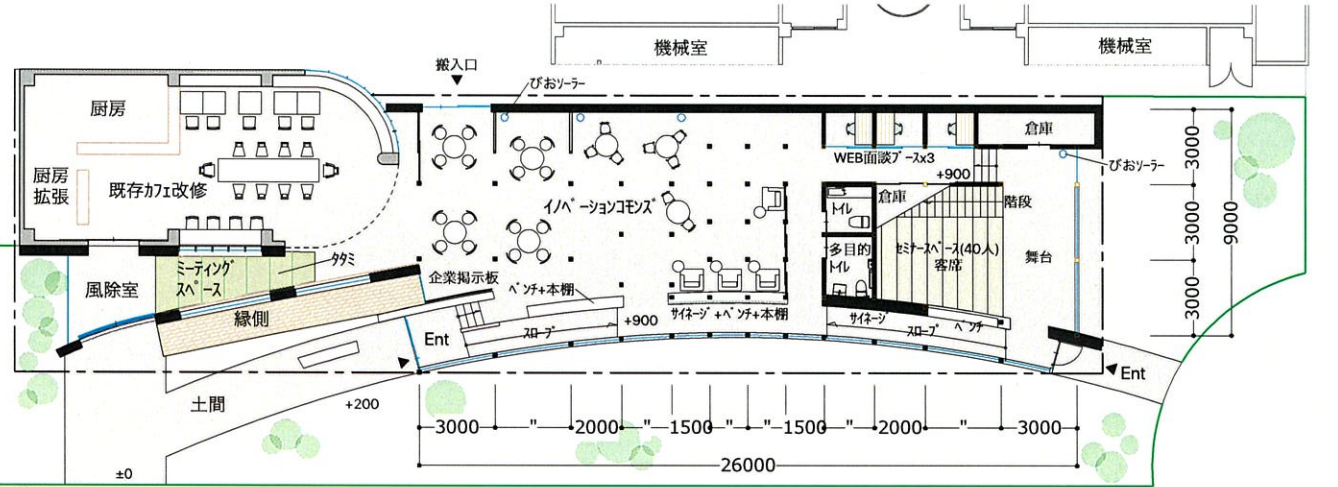 機械室
機械室
搬入口
びおソーラー
厨房
倉庫
WEB面談ブースx3
びおソーラー
3000
厨房
拡張
既存カフェ改修
+900
倉庫
階段
イノベーションコモンズ
トイレ
3000
9000
多目的
トイレ
セミナースペース(40人)
客席
舞台
タタミ
ミーティング
スペース
風除室
企業掲示板
ベンチ+本棚
3000
縁側
+900
サイネージ+ベンチ+本棚
サイネージ
スロープ
ベンチ
Ent
スロープ
Ent
土間
+200
3000
"
2000
"
1500
"
"
1500
"
2000
"
3000
26000
±0